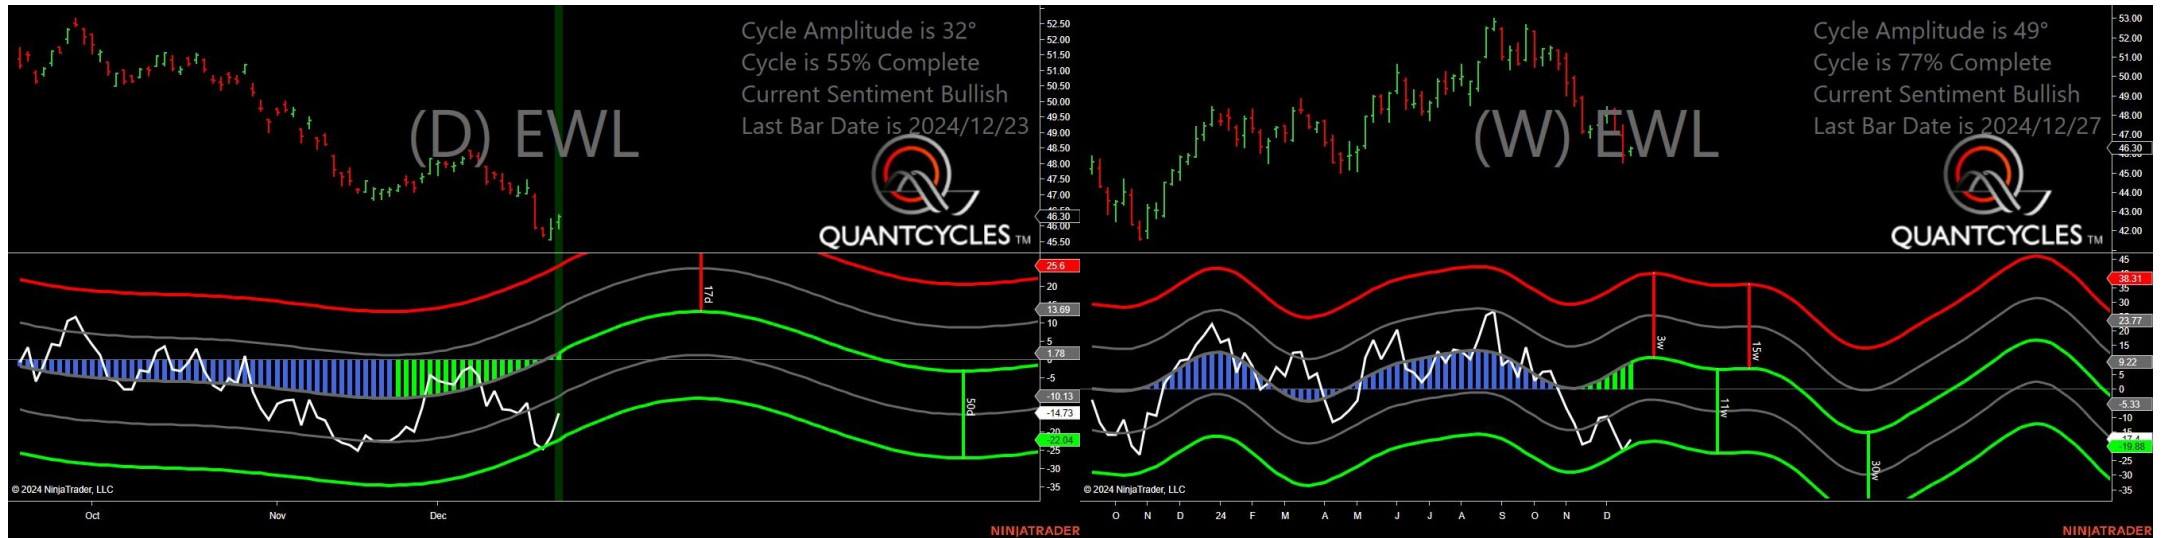 Cycle Amplitude is 32°
Cycle is 55% Complete
Current Sentiment Bullish
Last Bar Date is 2024/12/23
(D) EWL
QUANTCYCLES TM
52.50
52.00
51.50
51.00
50.50
50.00
49.50
49.00
48.50
48.00
47.50
47.00
46.30
46.00
45.50
25.6
20
13.69
10
5
1.78
-5
-10.13
-14.73
-22.04
-25
-30
-35
17d
50d
© 2024 NinjaTrader, LLC
Oct
Nov
Dec
NINJATRADER
Cycle Amplitude is 49°
Cycle is 77% Complete
Current Sentiment Bullish
Last Bar Date is 2024/12/27
(W) EWL
QUANTCYCLES TM
53.00
52.00
51.00
50.00
49.00
48.00
47.00
46.30
45.00
44.00
43.00
42.00
45
38.31
35
30
23.77
20
15
9.22
5
0
-5.33
-10
-19.88
-25
-30
-35
3w
15w
11w
30w
© 2024 NinjaTrader, LLC
O N D 24 F M A M J J A S O N D
NINJATRADER